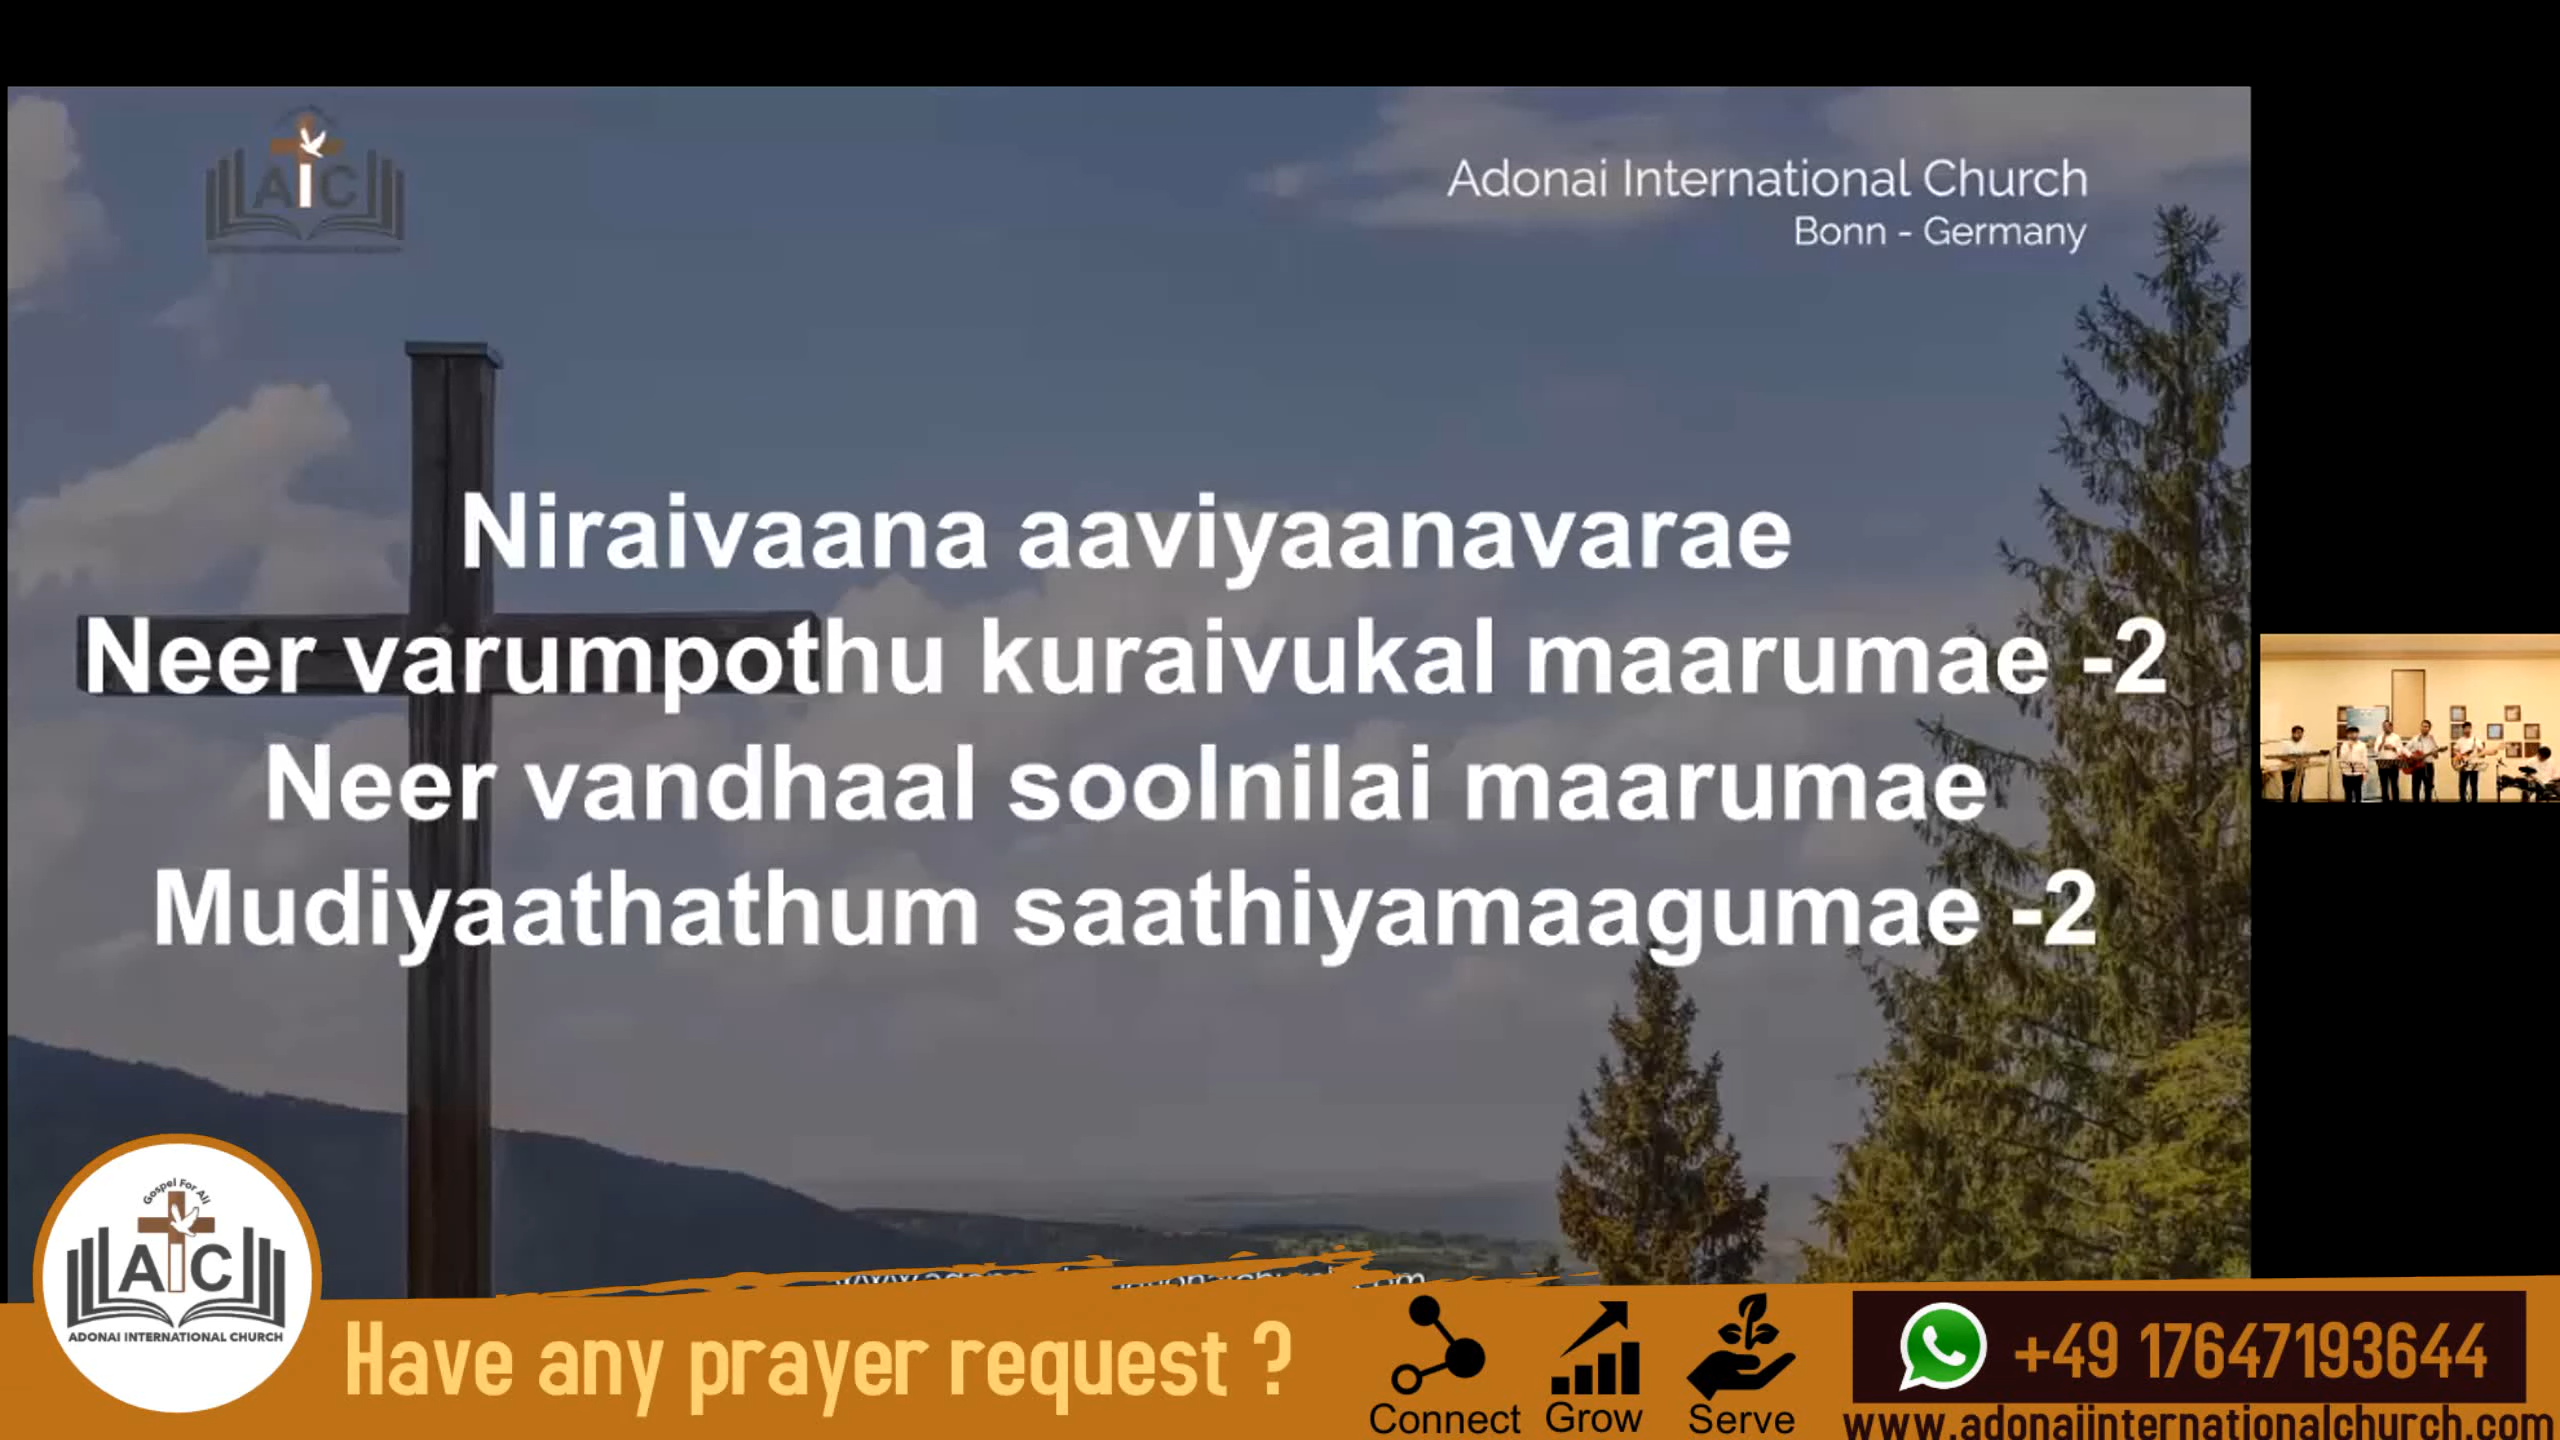 AIC
Adonai International Church
Bonn - Germany
Niraivaana aaviyaanavarae
Neer varumpothu kuraivukal maarumae -2
Neer vandhaal soolnilai maarumae
Mudiyaathathum saathiyamaagumae -2
Gospel For All
AIC
ADONAI INTERNATIONAL CHURCH
Have any prayer request ?
Connect
Grow
Serve
+49 17647193644
www.adonaiinternationalchurch.com